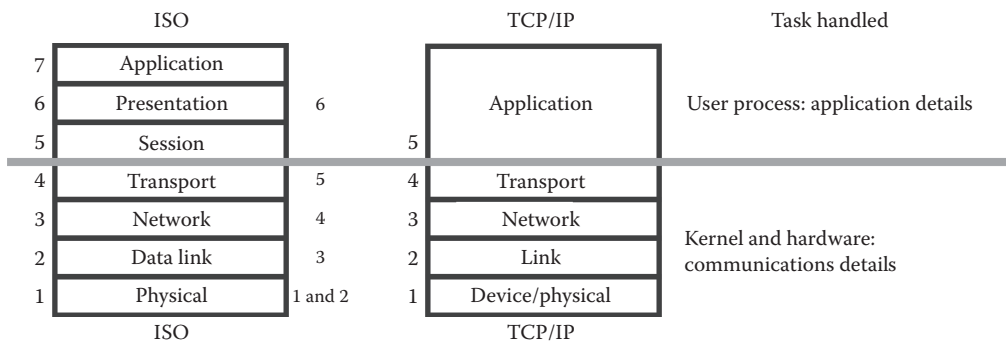 ISO TCP/IP Task handled
7 Application
6 Presentation 6 Application User process: application details
5 Session 5
4 Transport 5 4 Transport
3 Network 4 3 Network
Kernel and hardware:
2 Data link 3 2 Link
communications details
1 Physical 1 and 2 1 Device/physical
ISO TCP/IP